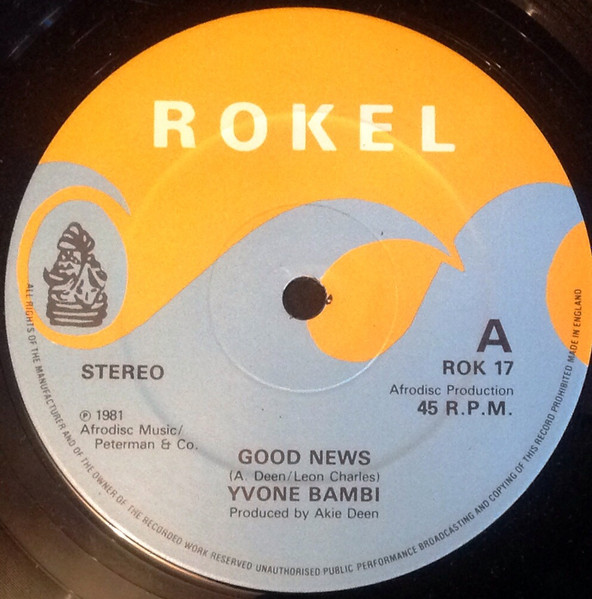 ROKEL
STEREO
A
ROK 17
Afrodisc Production
45 R.P.M.
℗ 1981
Afrodisc Music/
Peterman & Co.
GOOD NEWS
(A. Deen/Leon Charles)
YVONE BAMBI
Produced by Akie Deen
ALL RIGHTS OF THE MANUFACTURER AND OF THE OWNER OF THE RECORDED WORK RESERVED UNAUTHORISED PUBLIC PERFORMANCE BROADCASTING AND COPYING OF THIS RECORD PROHIBITED MADE IN ENGLAND